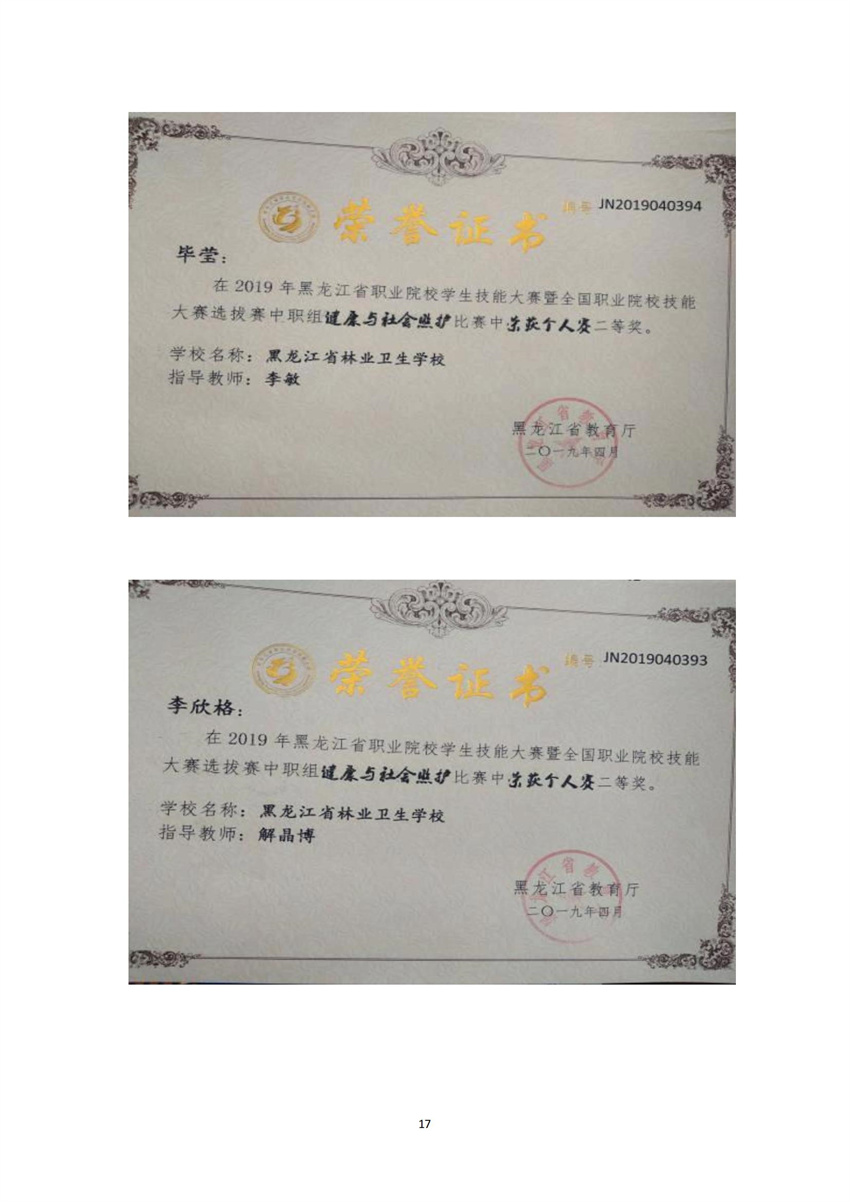 编号 JN2019040394
荣誉证书
毕莹：
在 2019 年黑龙江省职业院校学生技能大赛暨全国职业院校技能
大赛选拔赛中职组健康与社会照护比赛中荣获个人赛二等奖。
学校名称：黑龙江省林业卫生学校
指导教师：李敏
黑龙江省教育厅
二〇一九年四月
编号 JN2019040393
荣誉证书
李欣格：
在 2019 年黑龙江省职业院校学生技能大赛暨全国职业院校技能
大赛选拔赛中职组健康与社会照护比赛中荣获个人赛二等奖。
学校名称：黑龙江省林业卫生学校
指导教师：解晶博
黑龙江省教育厅
二〇一九年四月
17